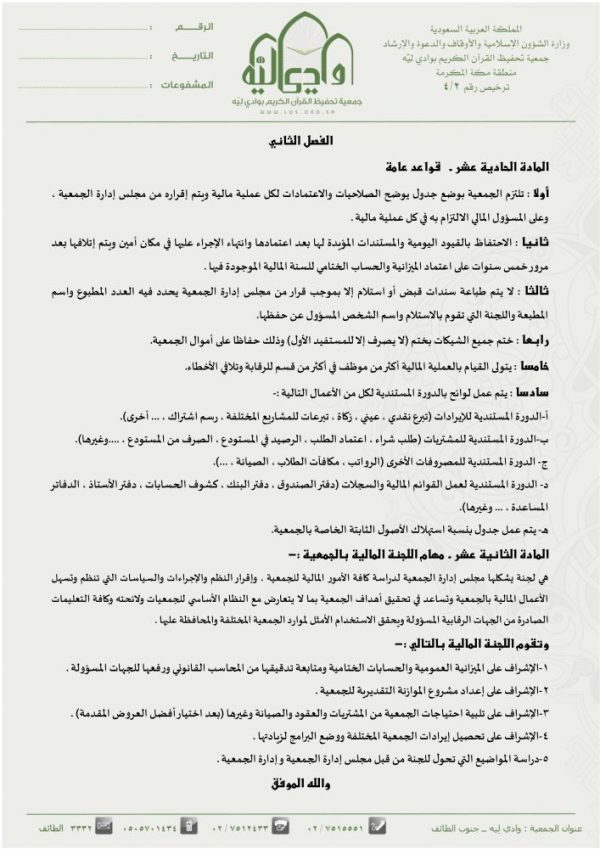 المملكة العربية السعودية
وزارة الشؤون الإسلامية والأوقاف والدعوة والإرشاد
جمعية تحفيظ القرآن الكريم بوادي ليّه
منطقة مكة المكرمة
ترخيص رقم ٤/٢
وادي ليّه
جمعية تحفيظ القرآن الكريم بوادي ليّه
WWW.LQS.ORG.SA
الرقـــم :
التاريــخ :
المشفوعات :
الفصل الثاني
المادة الحادية عشر ـ قواعد عامة
أولا : تلتزم الجمعية بوضع جدول يوضح الصلاحيات والاعتمادات لكل عملية مالية ويتم إقراره من مجلس إدارة الجمعية ،
وعلى المسؤول المالي الالتزام به في كل عملية مالية .
ثانيا : الاحتفاظ بالقيود اليومية والمستندات المؤيدة لها بعد اعتمادها وانتهاء الإجراء عليها في مكان أمين ويتم إتلافها بعد
مرور خمس سنوات على اعتماد الميزانية والحساب الختامي للسنة المالية الموجودة فيها .
ثالثا : لا يتم طباعة سندات قبض أو استلام إلا بموجب قرار من مجلس إدارة الجمعية يحدد فيه العدد المطبوع واسم
المطبعة واللجنة التي تقوم بالاستلام واسم الشخص المسؤول عن حفظها.
رابعا : ختم جميع الشيكات بختم (لا يصرف إلا للمستفيد الأول) وذلك حفاظا على أموال الجمعية.
خامسا : يتولى القيام بالعملية المالية أكثر من موظف في أكثر من قسم للرقابة وتلافي الأخطاء.
سادسا : يتم عمل لوائح بالدورة المستندية لكل من الأعمال التالية :-
أ-الدورة المستندية للإيرادات (تبرع نقدي ، عيني ، زكاة ، تبرعات للمشاريع المختلفة ، رسم اشتراك ، ... أخرى).
ب-الدورة المستندية للمشتريات (طلب شراء ، اعتماد الطلب ، الرصيد في المستودع ، الصرف من المستودع ، ....وغيرها).
ج- الدورة المستندية للمصروفات الأخرى (الرواتب ، مكافآت الطلاب ، الصيانة ، ...).
د- الدورة المستندية لعمل القوائم المالية والسجلات (دفتر الصندوق ، دفتر البنك ، كشوف الحسابات ، دفتر الأستاذ ، الدفاتر
المساعدة ، ... وغيرها).
هـ- يتم عمل جدول بنسبة استهلاك الأصول الثابتة الخاصة بالجمعية.
المادة الثانية عشر ـ مهام اللجنة المالية بالجمعية :–
هي لجنة يشكلها مجلس إدارة الجمعية لدراسة كافة الأمور المالية للجمعية ، وإقرار النظم والإجراءات والسياسات التي تنظم وتسهل
الأعمال المالية بالجمعية وتساعد في تحقيق أهداف الجمعية بما لا يتعارض مع النظام الأساسي للجمعيات ولائحته وكافة التعليمات
الصادرة من الجهات الرقابية المسؤولة ويحقق الاستخدام الأمثل لموارد الجمعية المختلفة والمحافظة عليها .
وتقوم اللجنة المالية بالتالي :–
١-الإشراف على الميزانية العمومية والحسابات الختامية ومتابعة تدقيقها من المحاسب القانوني ورفعها للجهات المسؤولة .
٢-الإشراف على إعداد مشروع الموازنة التقديرية للجمعية .
٣-الإشراف على تلبية احتياجات الجمعية من المشتريات والعقود والصيانة وغيرها (بعد اختيار أفضل العروض المقدمة) .
٤-الإشراف على تحصيل إيرادات الجمعية المختلفة ووضع البرامج لزيادتها .
٥-دراسة المواضيع التي تحول للجنة من قبل مجلس إدارة الجمعية وإدارة الجمعية .
والله الموفق
عنوان الجمعية : وادي ليه ــ جنوب الطائف ٠٢/٧٥١٥٥٥١ ٠٢/٧٥١٢٤٣٣ ٠٥٠٥٧٠١٤٣٤ ٣٣٣٢ الطائف